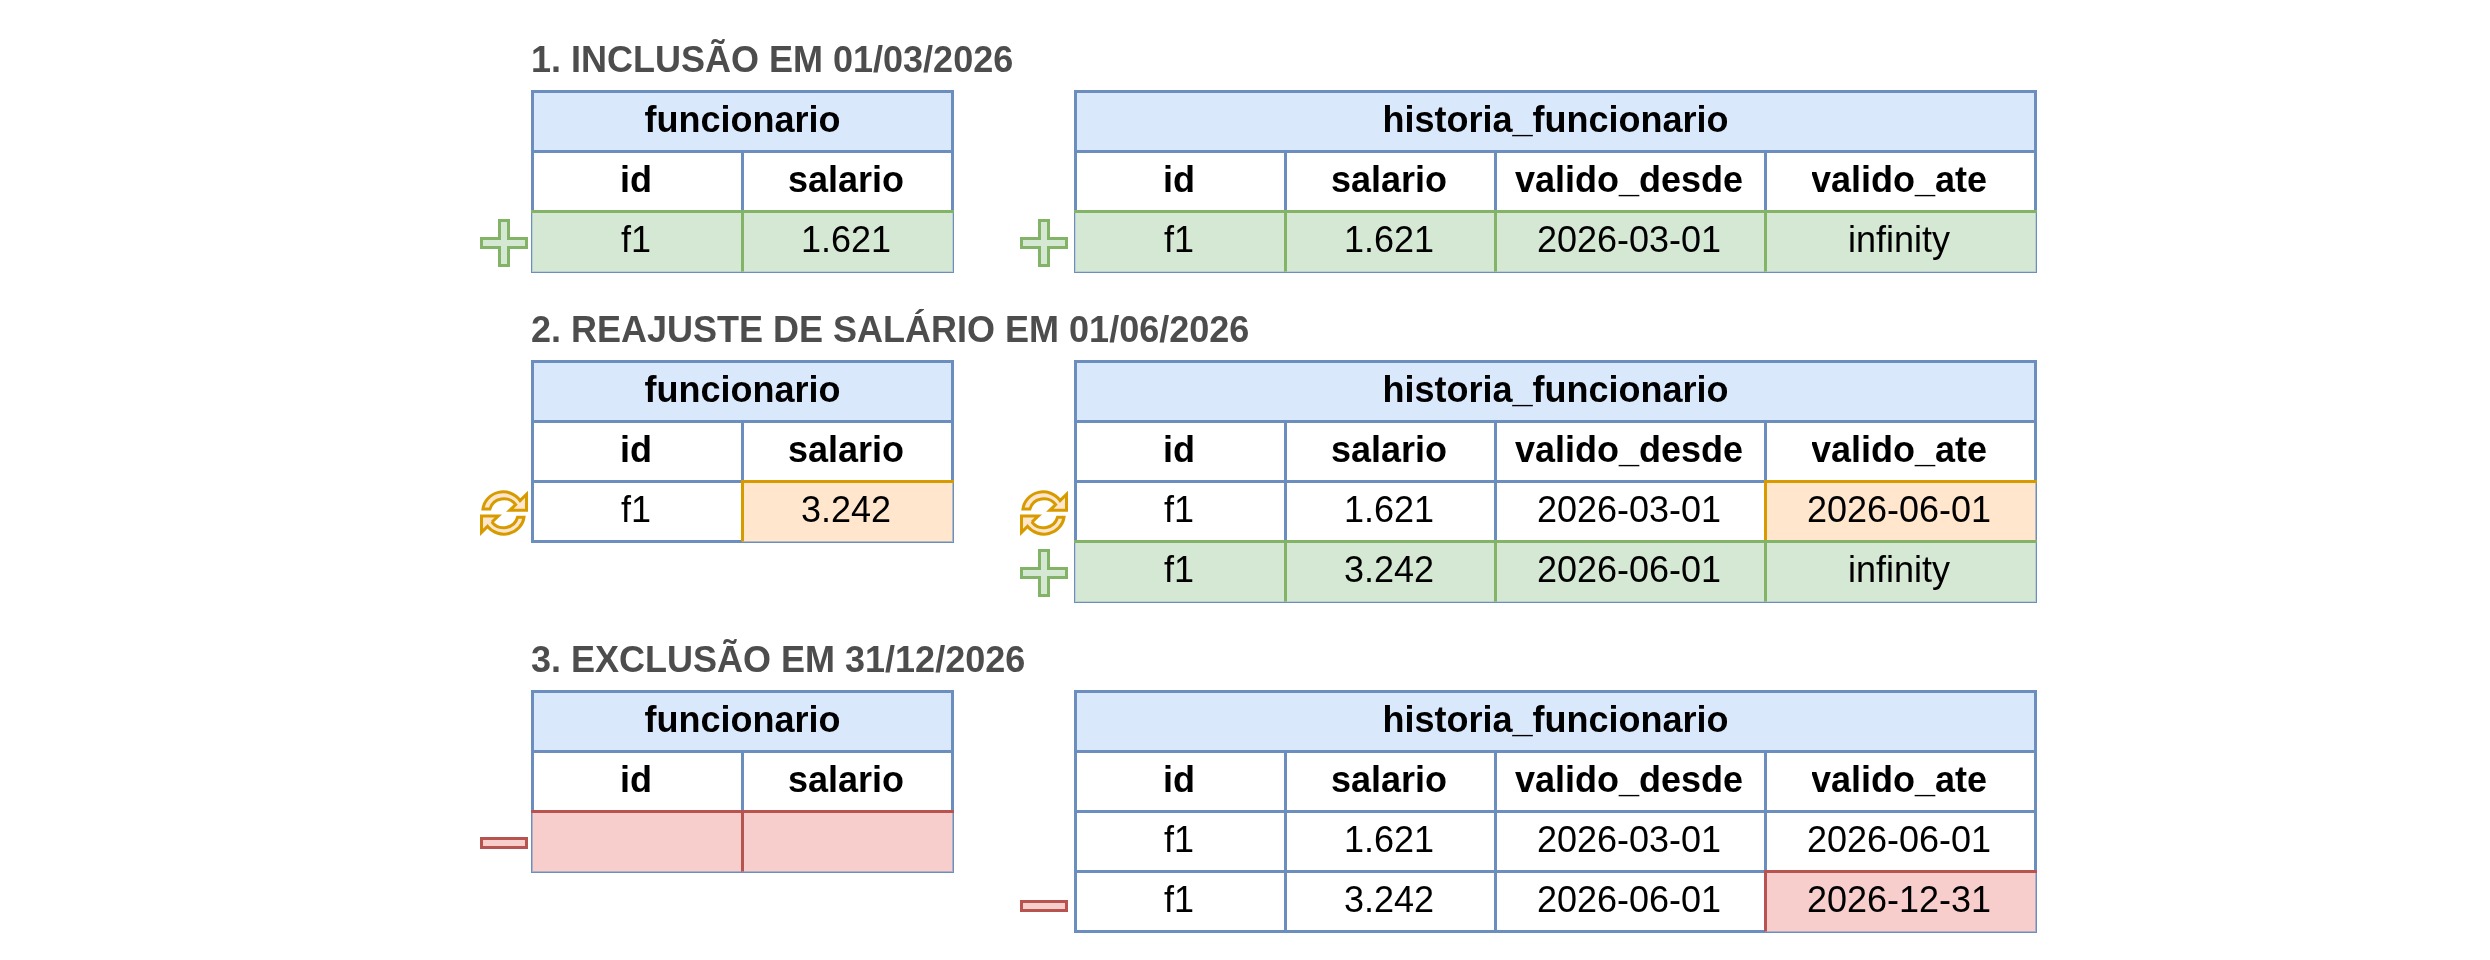 1. INCLUSÃO EM 01/03/2026
funcionario historia_funcionario
id salario id salario valido_desde valido_ate
f1 1.621 f1 1.621 2026-03-01 infinity
2. REAJUSTE DE SALÁRIO EM 01/06/2026
funcionario historia_funcionario
id salario id salario valido_desde valido_ate
f1 3.242 f1 1.621 2026-03-01 2026-06-01
f1 3.242 2026-06-01 infinity
3. EXCLUSÃO EM 31/12/2026
funcionario historia_funcionario
id salario id salario valido_desde valido_ate
f1 1.621 2026-03-01 2026-06-01
f1 3.242 2026-06-01 2026-12-31